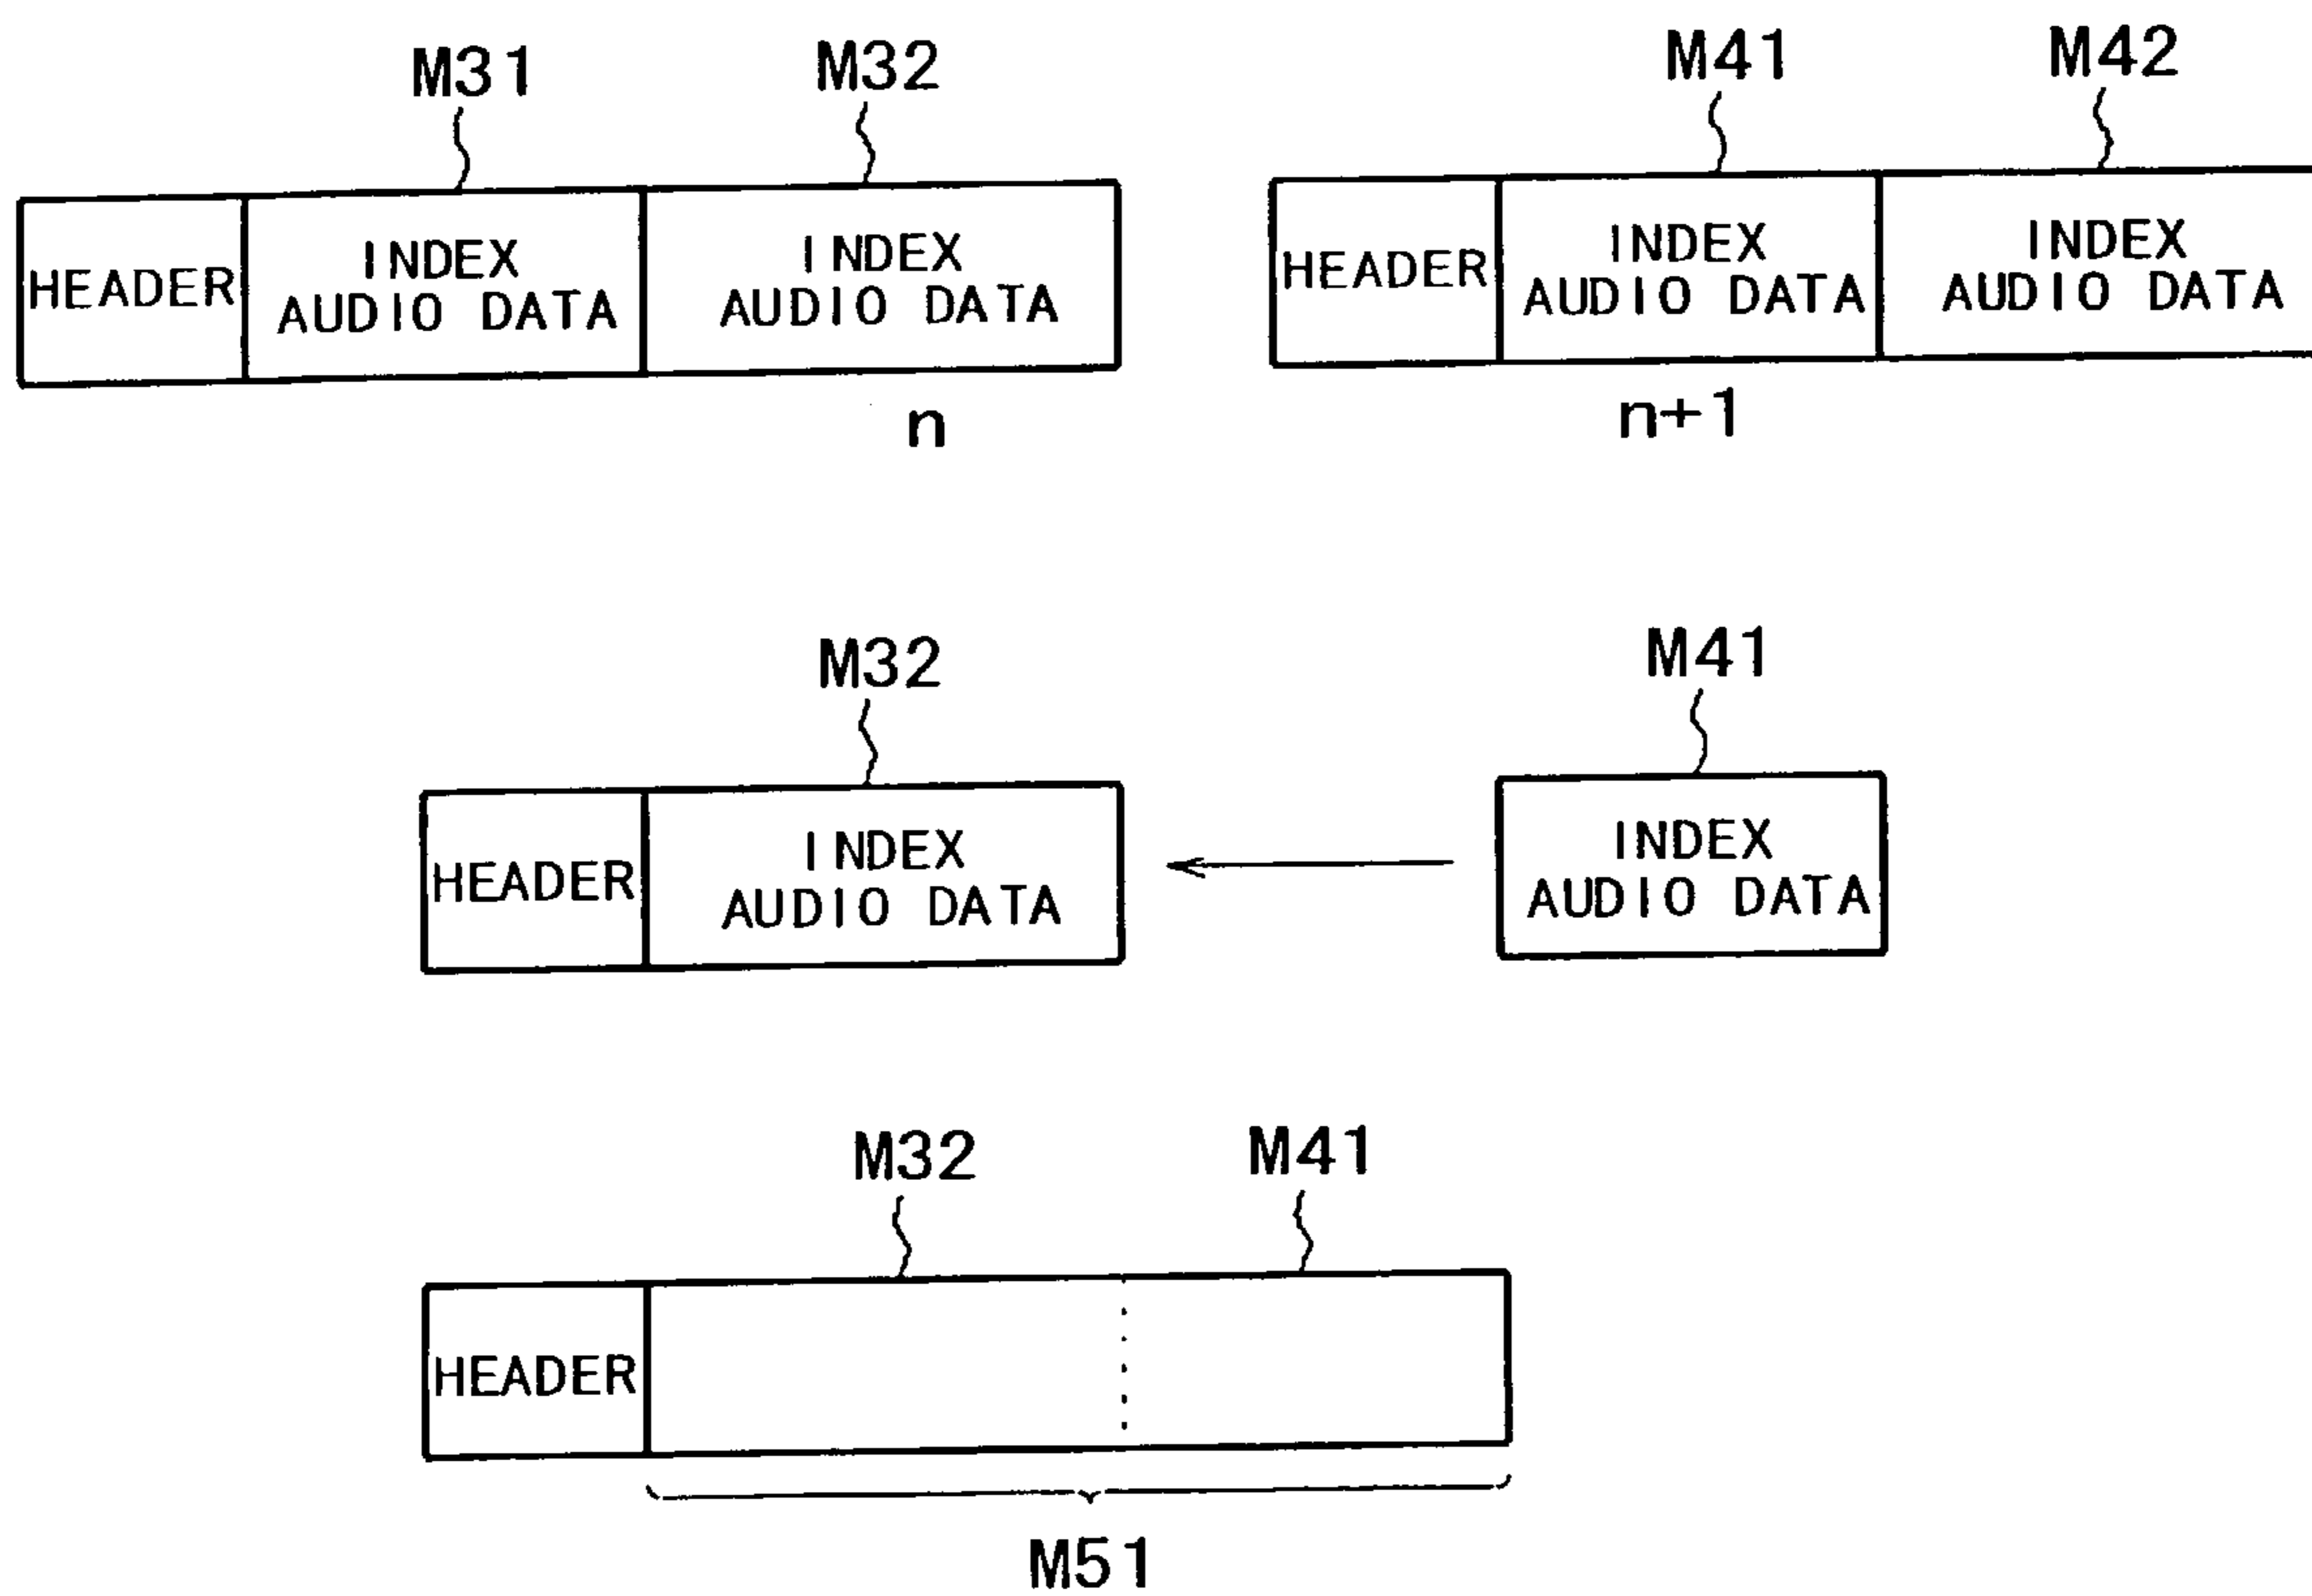 M31 M32 M41 M42
HEADER INDEX AUDIO DATA INDEX AUDIO DATA HEADER INDEX AUDIO DATA INDEX AUDIO DATA
n n+1
M32 M41
HEADER INDEX AUDIO DATA INDEX AUDIO DATA
M32 M41
HEADER
M51